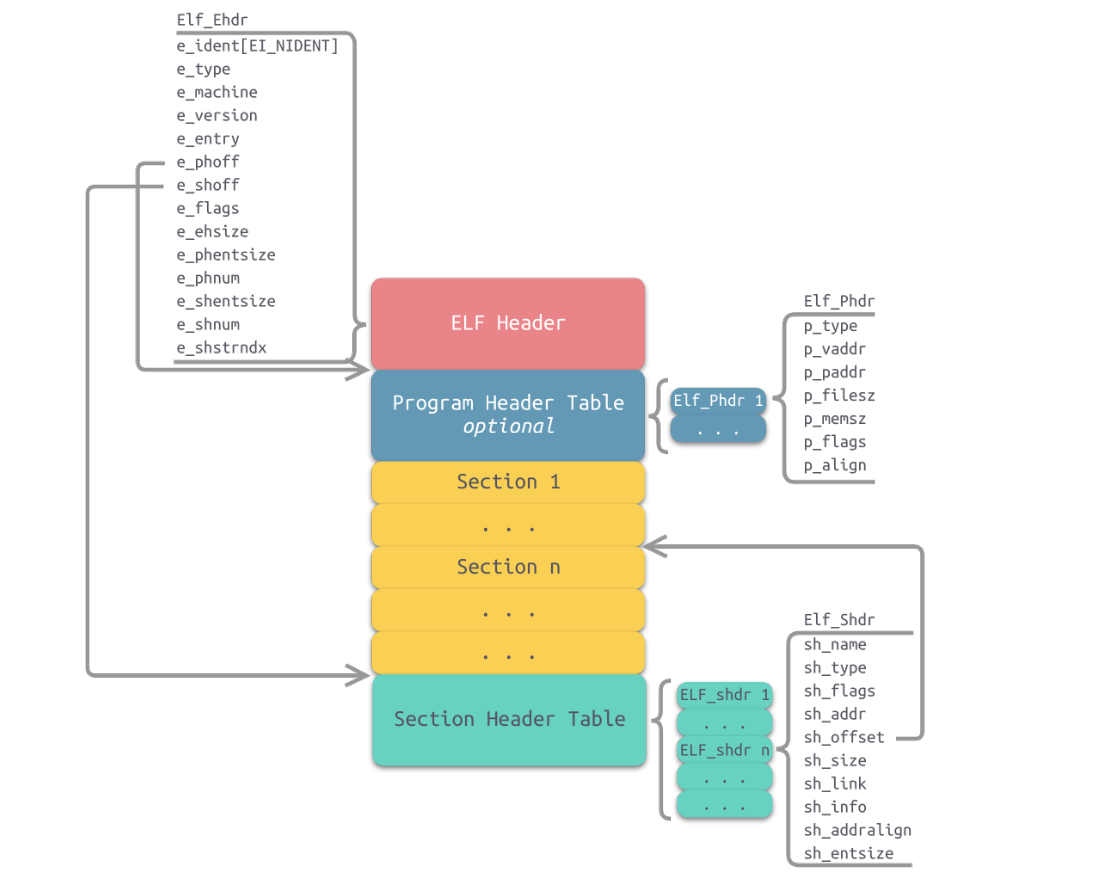 Elf_Ehdr
e_ident[EI_NIDENT]
e_type
e_machine
e_version
e_entry
e_phoff
e_shoff
e_flags
e_ehsize
e_phentsize
e_phnum
e_shentsize
e_shnum
e_shstrndx
ELF Header
Program Header Table
optional
Section 1
. . .
Section n
. . .
. . .
Section Header Table
Elf_Phdr 1
. . .
Elf_Phdr
p_type
p_vaddr
p_paddr
p_filesz
p_memsz
p_flags
p_align
ELF_shdr 1
. . .
ELF_shdr n
. . .
. . .
Elf_Shdr
sh_name
sh_type
sh_flags
sh_addr
sh_offset
sh_size
sh_link
sh_info
sh_addralign
sh_entsize